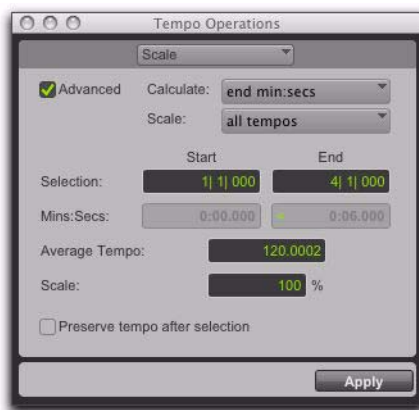 Tempo Operations
Scale
Advanced Calculate: end min:secs
Scale: all tempos
Start End
Selection: 1| 1| 000 4| 1| 000
Mins:Secs: 0:00.000 0:06.000
Average Tempo: 120.0002
Scale: 100 %
Preserve tempo after selection
Apply